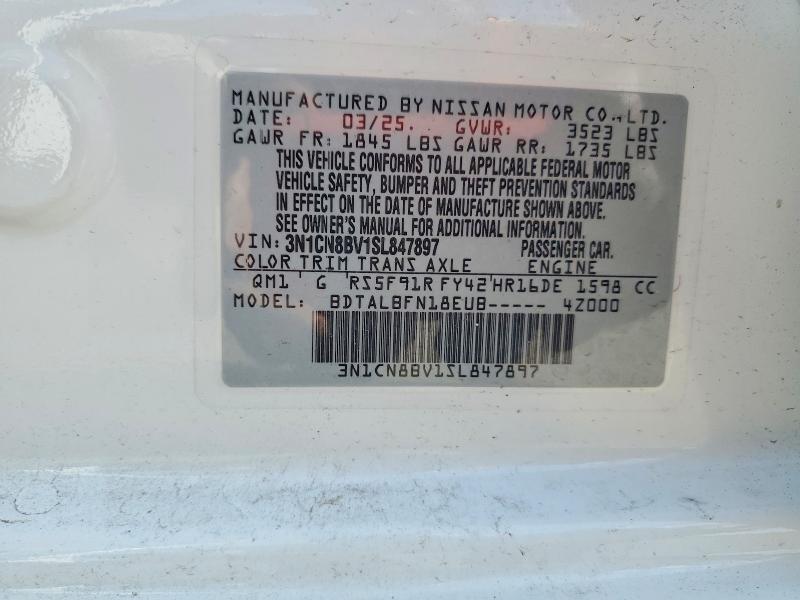 MANUFACTURED BY NISSAN MOTOR CO., LTD.
DATE: 03/25. GVWR: 3523 LBS
GAWR FR: 1845 LBS GAWR RR: 1735 LBS
THIS VEHICLE CONFORMS TO ALL APPLICABLE FEDERAL MOTOR
VEHICLE SAFETY, BUMPER AND THEFT PREVENTION STANDARDS
IN EFFECT ON THE DATE OF MANUFACTURE SHOWN ABOVE.
SEE OWNER'S MANUAL FOR ADDITIONAL INFORMATION.
VIN: 3N1CN8BV1SL847897 PASSENGER CAR.
COLOR TRIM TRANS AXLE ENGINE
QM1 ' G ' RS5F91R FY42 ' HR16DE 1598 CC
MODEL: BDTALBFN18EUB----- 4Z000
3N1CN8BV1SL847897